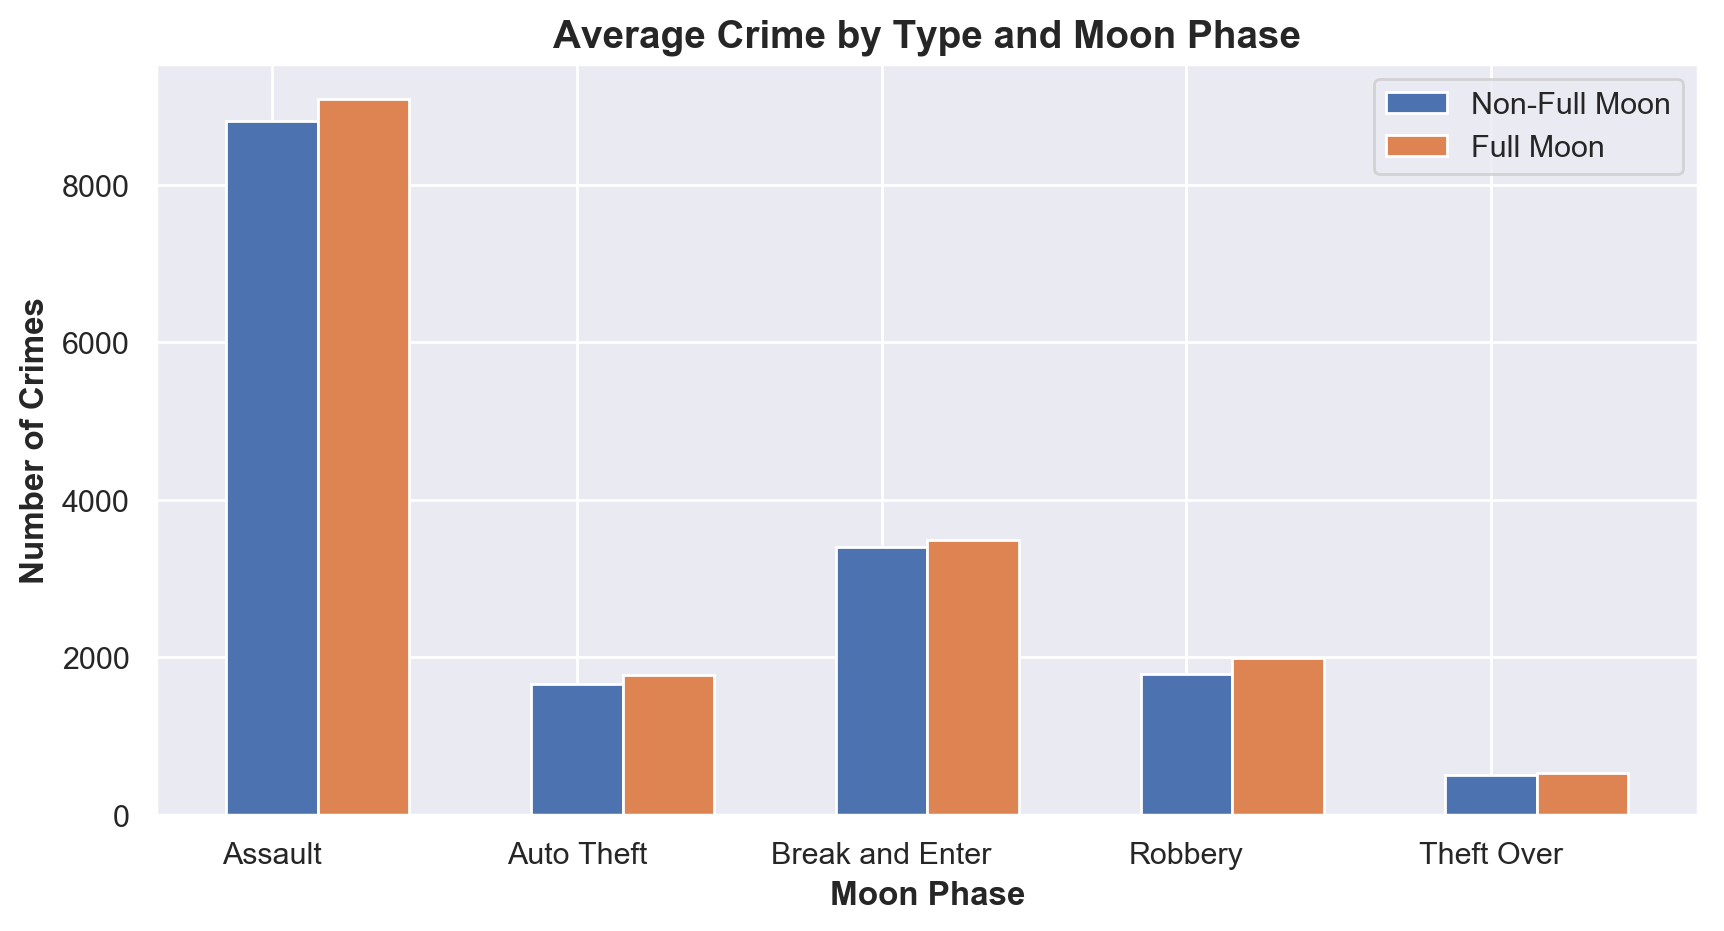 Average Crime by Type and Moon Phase
Non-Full Moon
Full Moon
Number of Crimes
8000
6000
4000
2000
0
Assault
Auto Theft
Break and Enter
Robbery
Theft Over
Moon Phase